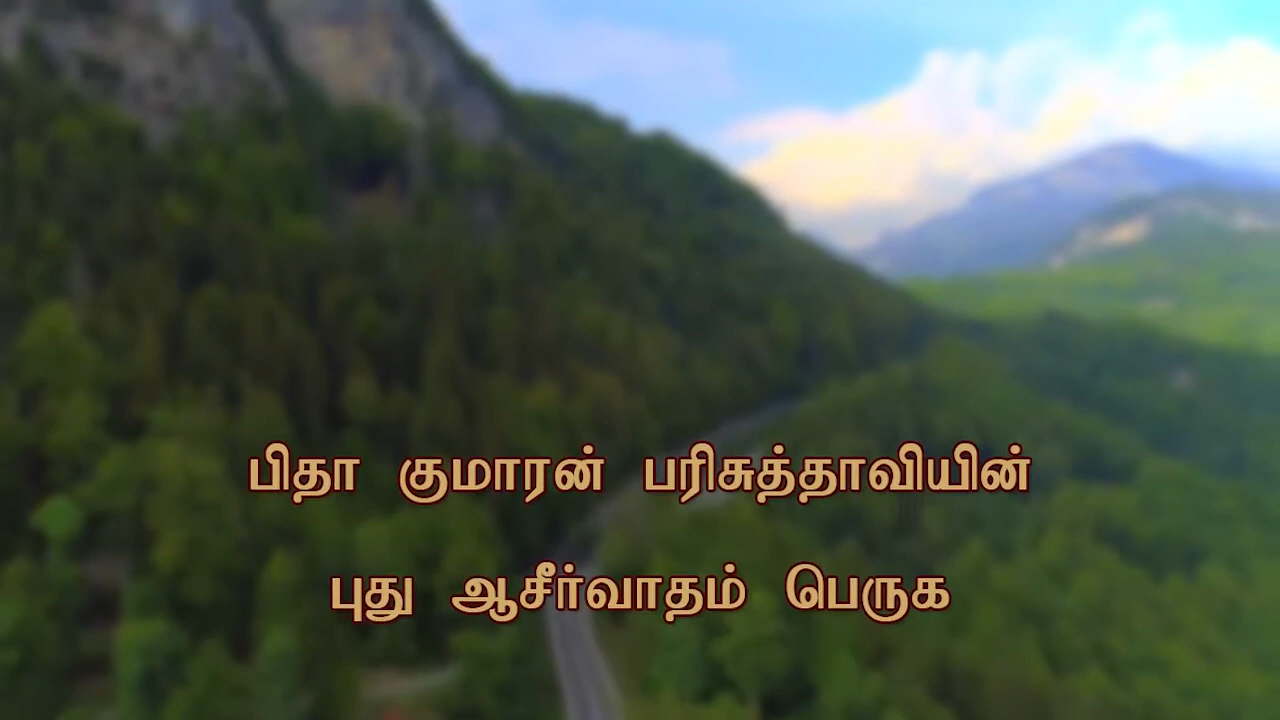 பிதா குமாரன் பரிசுத்தாவியின்
புது ஆசீர்வாதம் பெருக